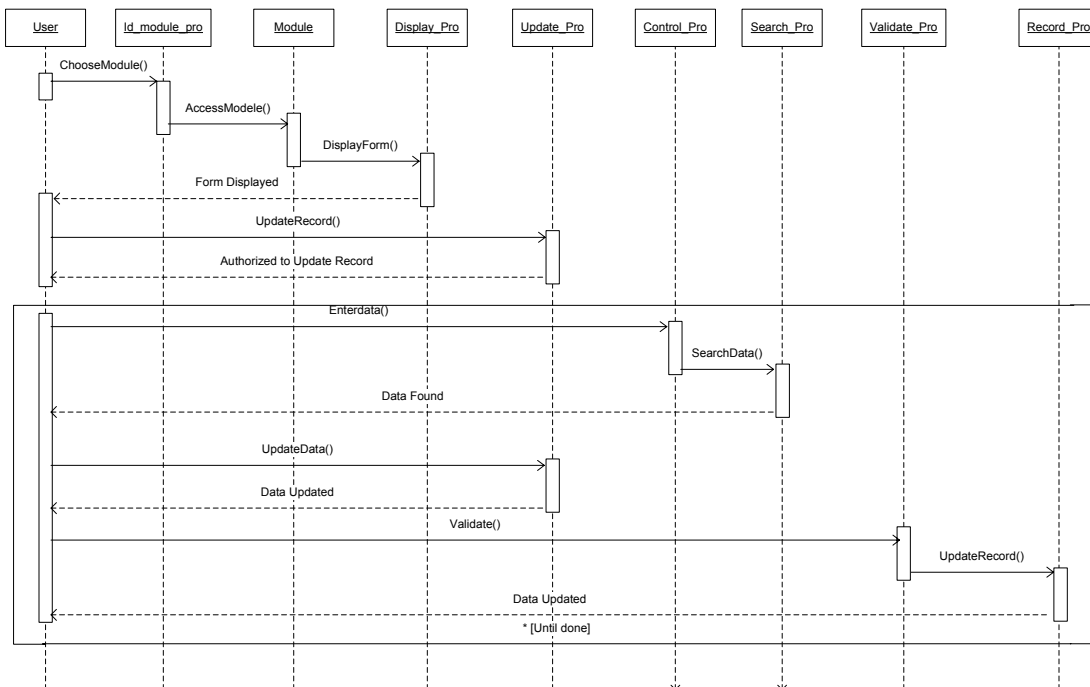 User
Id_module_pro
Module
Display_Pro
Update_Pro
Control_Pro
Search_Pro
Validate_Pro
Record_Pro
ChooseModule()
AccessModele()
DisplayForm()
Form Displayed
UpdateRecord()
Authorized to Update Record
Enterdata()
SearchData()
Data Found
UpdateData()
Data Updated
Validate()
UpdateRecord()
Data Updated
* [Until done]